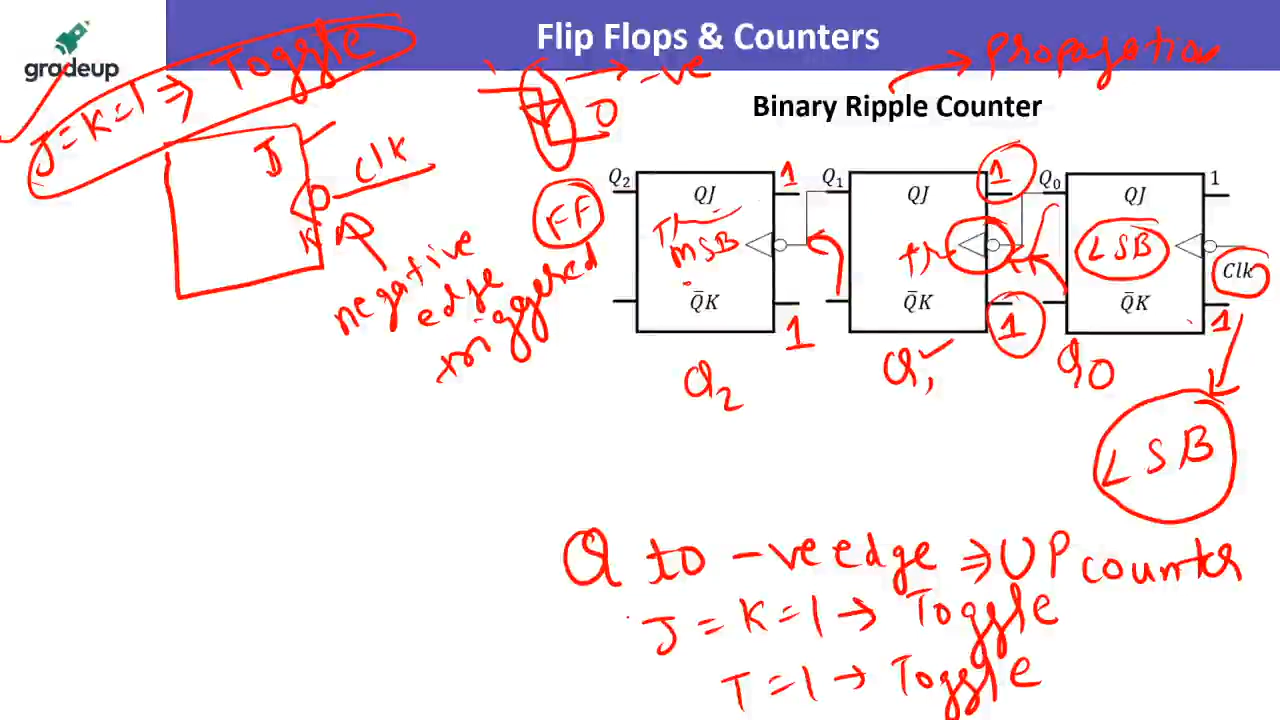 Flip Flops & Counters
gradeup
J=K=1 ⇒ Toggle
→ -ve
→ Propagation
Binary Ripple Counter
1
0
J
Clk
K
FF
negative
edge
triggered
Q2
QJ
1
MSB
Q̄K
1
Q2
Q1
QJ
1
Q̄K
1
Q1
Q0
QJ
1
LSB
Clk
Q̄K
1
Q0
LSB
Q to -ve edge ⇒ UP counter
J = K = 1 → Toggle
T = 1 → Toggle